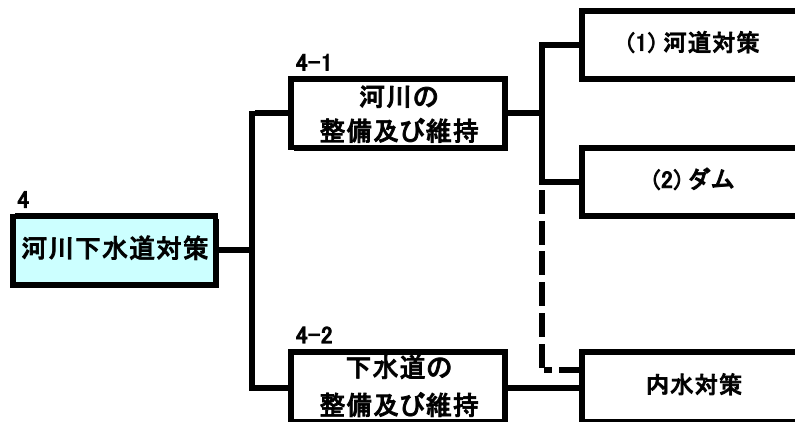 4
河川下水道対策
4-1
河川の
整備及び維持
(1) 河道対策
(2) ダム
4-2
下水道の
整備及び維持
内水対策